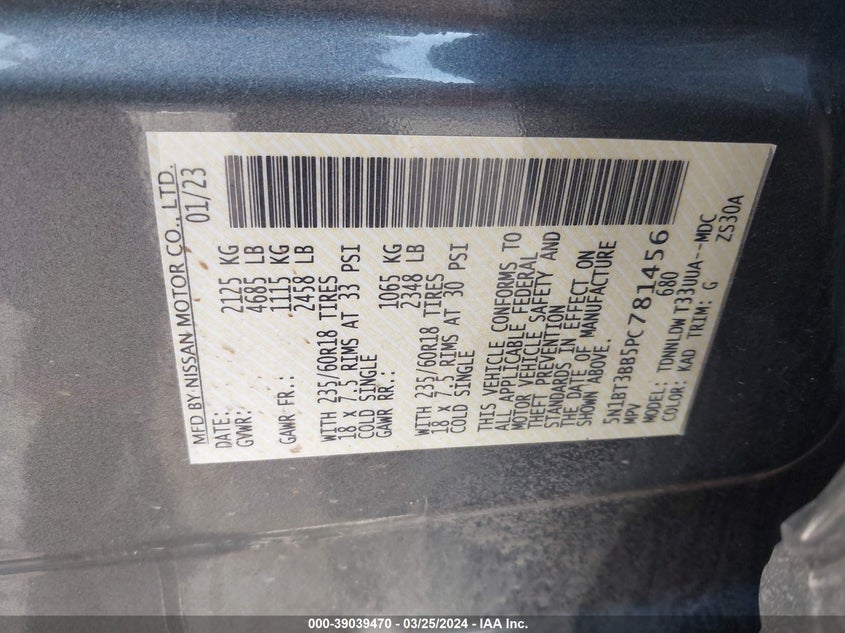 MFD BY:NISSAN MOTOR CO., LTD.
DATE: 01/23
GVWR: 2125 KG
4685 LB
GAWR FR.: 1115 KG
2458 LB
WITH 235/60R18 TIRES
18 X 7.5 RIMS AT 33 PSI
COLD SINGLE
GAWR RR.: 1065 KG
2348 LB
WITH 235/60R18 TIRES
18 X 7.5 RIMS AT 30 PSI
COLD SINGLE
THIS VEHICLE CONFORMS TO
ALL APPLICABLE FEDERAL
MOTOR VEHICLE SAFETY AND
THEFT PREVENTION
STANDARDS IN EFFECT ON
THE DATE OF MANUFACTURE
SHOWN ABOVE.
5N1BT3BB5PC781456
MPV 680
MODEL: TDNNLDW T33UUA--MDC
COLOR: KAD TRIM: G ZS30A
000-39039470 - 03/25/2024 - IAA Inc.